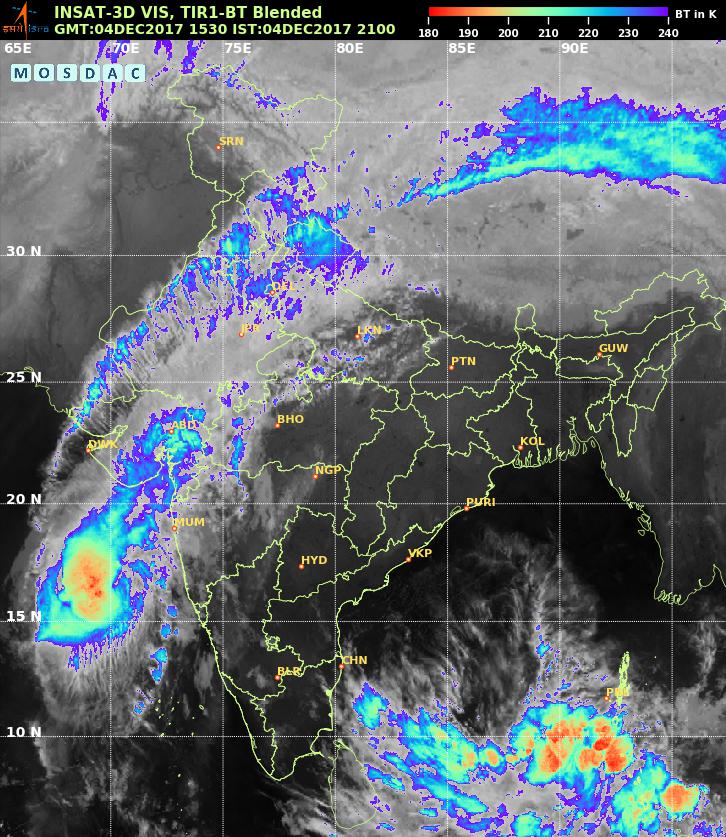 INSAT-3D VIS, TIR1-BT Blended
GMT:04DEC2017 1530 IST:04DEC2017 2100
BT in K
180 190 200 210 220 230 240
65E 70E 75E 80E 85E 90E
MOSDAC
SRN
30 N
DEL
JPR
LKN
GUW
PTN
25 N
BHO
ABD
DWK
KOL
NGP
20 N
PURI
MUM
HYD
VKP
15 N
BLR
CHN
PBL
10 N